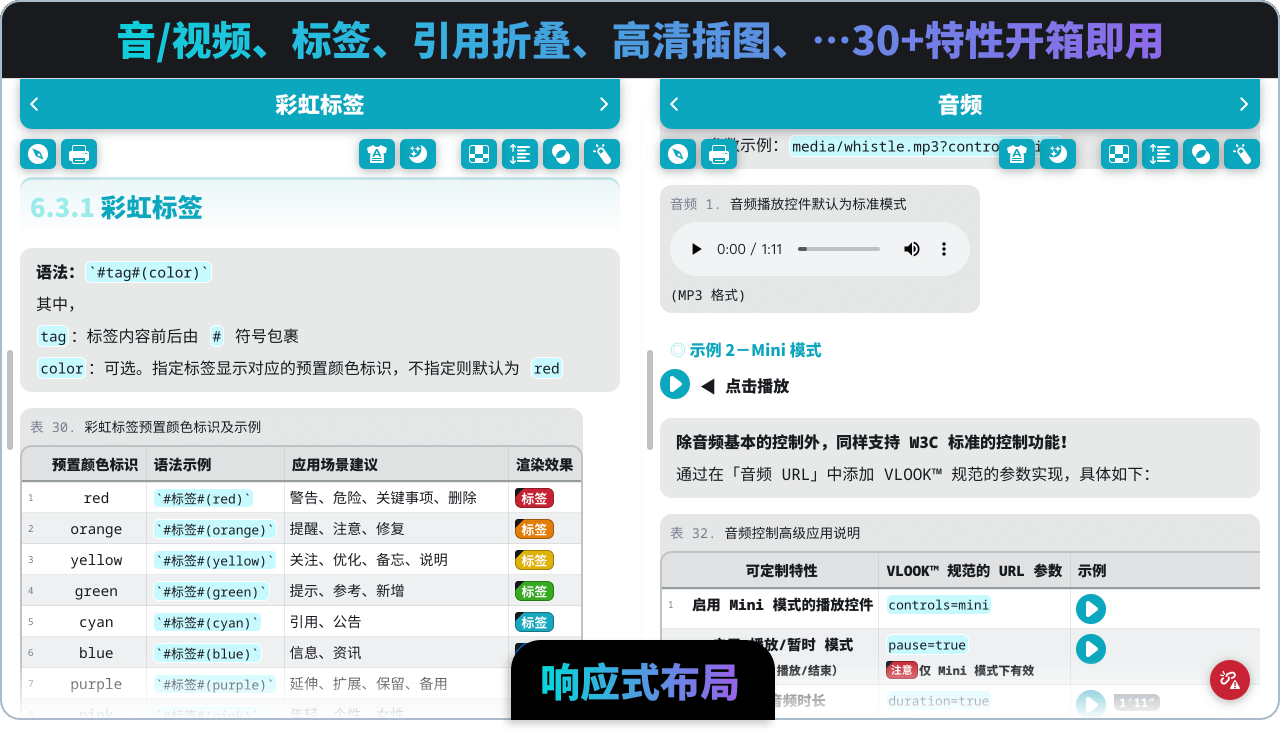 音/视频、标签、引用折叠、高清插图、…30+特性开箱即用
彩虹标签
6.3.1 彩虹标签
语法： `#tag#(color)`
其中，
tag： 标签内容前后由 # 符号包裹
color： 可选。指定标签显示对应的预置颜色标识，不指定则默认为 red
表 30. 彩虹标签预置颜色标识及示例
预置颜色标识 语法示例 应用场景建议 渲染效果
1 red `#标签#(red)` 警告、危险、关键事项、删除 标签
2 orange `#标签#(orange)` 提醒、注意、修复 标签
3 yellow `#标签#(yellow)` 关注、优化、备忘、说明 标签
4 green `#标签#(green)` 提示、参考、新增 标签
5 cyan `#标签#(cyan)` 引用、公告 标签
6 blue `#标签#(blue)` 信息、资讯
7 purple `#标签#(purple)` 延伸、扩展、保留、备用
8 pink `#标签#(pink)` 年轻、个性、女性
音频
参数示例： media/whistle.mp3?contro
音频 1. 音频播放控件默认为标准模式
0:00 / 1:11
(MP3 格式)
示例 2－Mini 模式
◀ 点击播放
除音频基本的控制外，同样支持 W3C 标准的控制功能！
通过在「音频 URL」中添加 VLOOK™ 规范的参数实现，具体如下：
表 32. 音频控制高级应用说明
可定制特性 VLOOK™ 规范的 URL 参数 示例
1 启用 Mini 模式的播放控件 controls=mini
播放/暂时 模式 pause=true
播放/结束） 注意 仅 Mini 模式下有效
音频时长 duration=true 1'11"
响应式布局